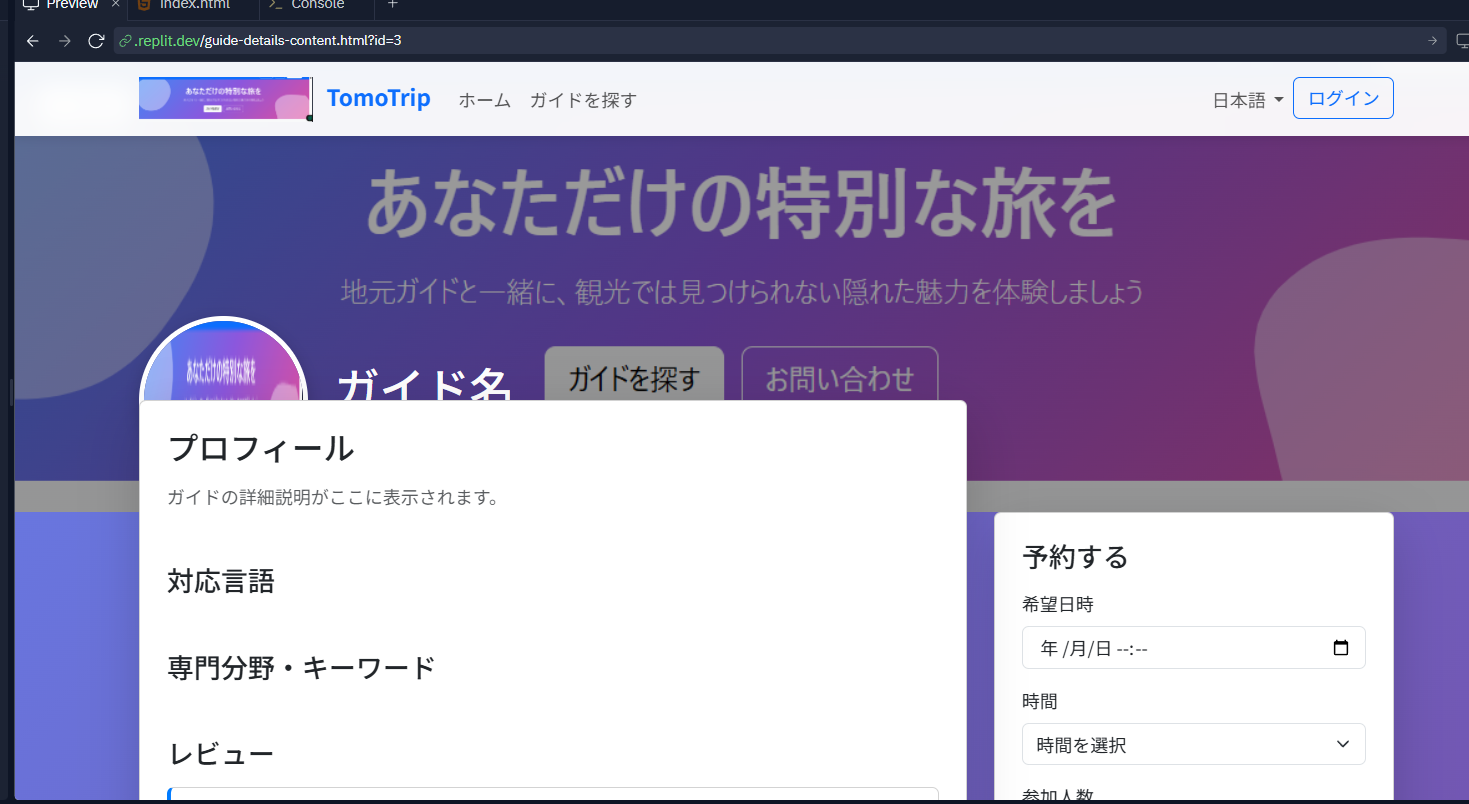 Preview × index.html Console +
.replit.dev/guide-details-content.html?id=3
あなただけの特別な旅を
TomoTrip ホーム ガイドを探す 日本語 ログイン
あなただけの特別な旅を
地元ガイドと一緒に、観光では見つけられない隠れた魅力を体験しましょう
ガイドを探す お問い合わせ
あなただけの特別な旅を
ガイド名
プロフィール
ガイドの詳細説明がここに表示されます。
対応言語
専門分野・キーワード
レビュー
予約する
希望日時
年 /月/日 --:--
時間
時間を選択
参加人数